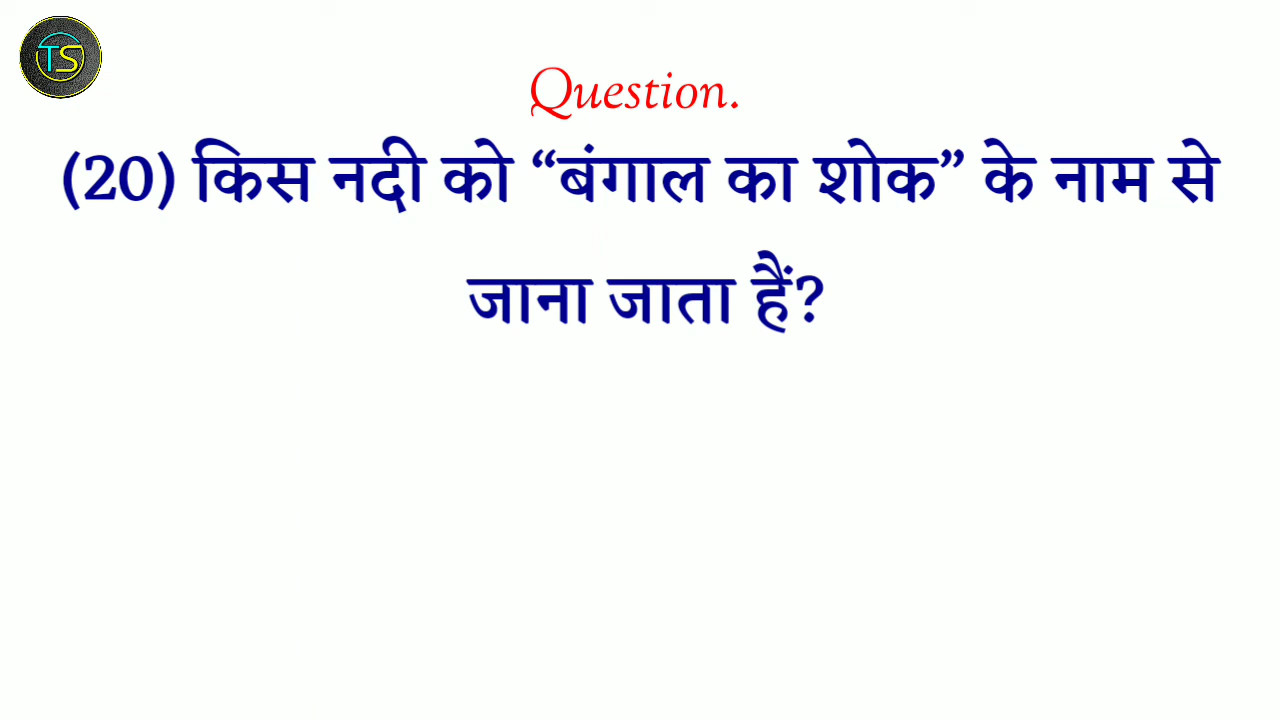 TS
Question.
(20) किस नदी को “बंगाल का शोक” के नाम से
जाना जाता हैं?